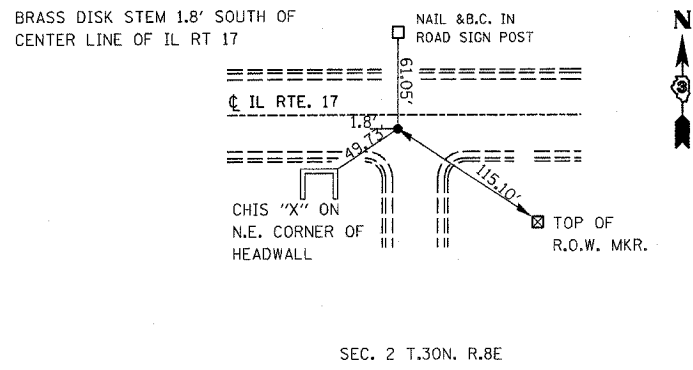 BRASS DISK STEM 1.8' SOUTH OF
CENTER LINE OF IL RT 17
NAIL &B.C. IN
ROAD SIGN POST
N
3
61.05'
℄ IL RTE. 17
1.8'
49.73'
115.10'
CHIS "X" ON
N.E. CORNER OF
HEADWALL
TOP OF
R.O.W. MKR.
SEC. 2 T.30N. R.8E